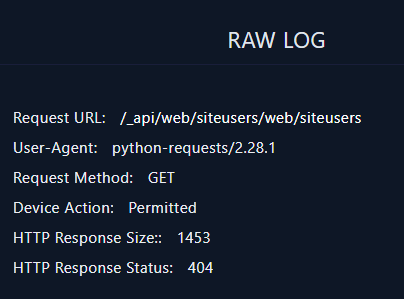 RAW LOG
Request URL: /_api/web/siteusers/web/siteusers
User-Agent: python-requests/2.28.1
Request Method: GET
Device Action: Permitted
HTTP Response Size:: 1453
HTTP Response Status: 404